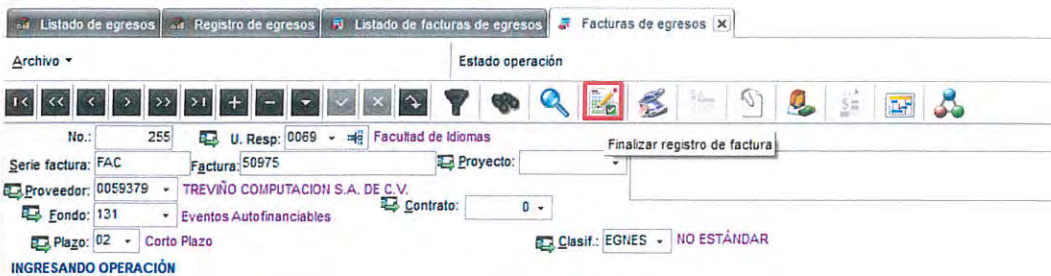 Listado de egresos Registro de egresos Listado de facturas de egresos Facturas de egresos
Archivo Estado operación
No.: 255 U. Resp: 0069 Facultad de Idiomas
Finalizar registro de factura
Serie factura: FAC Factura: 50975 Proyecto:
Proveedor: 0059379 TREVIÑO COMPUTACION S.A. DE C.V.
Contrato: 0
Fondo: 131 Eventos Autofinanciables
Plazo: 02 Corto Plazo Clasif.: EGNES NO ESTÁNDAR
INGRESANDO OPERACIÓN